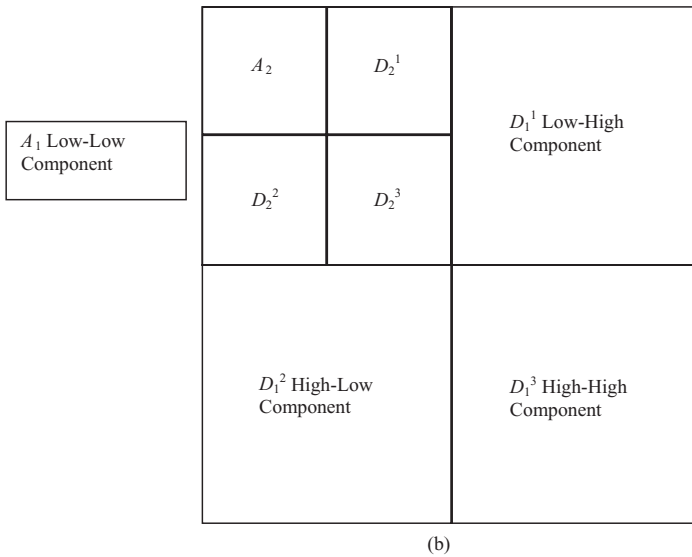 A₂
D₂¹
A₁ Low-Low
Component
D₁¹ Low-High
Component
D₂²
D₂³
D₁² High-Low
Component
D₁³ High-High
Component
(b)